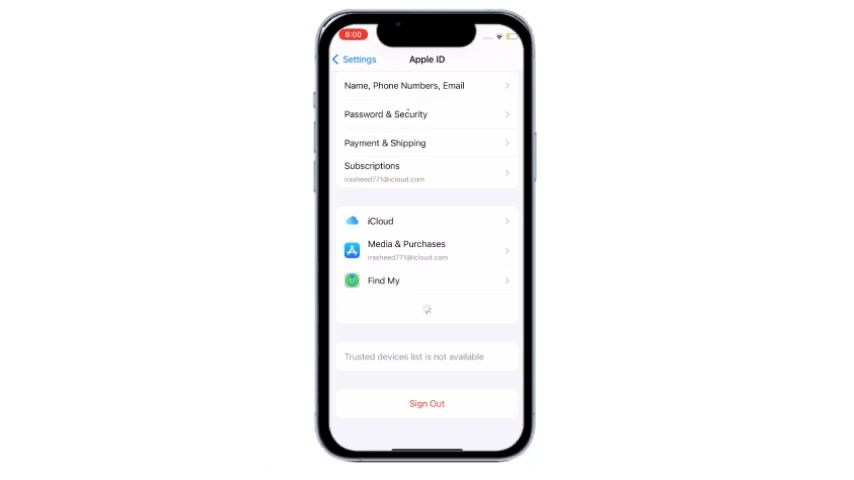 6:00
Settings
Apple ID
Name, Phone Numbers, Email
Password & Security
Payment & Shipping
Subscriptions
irasheed771@icloud.com
iCloud
Media & Purchases
irasheed771@icloud.com
Find My
Trusted devices list is not available
Sign Out